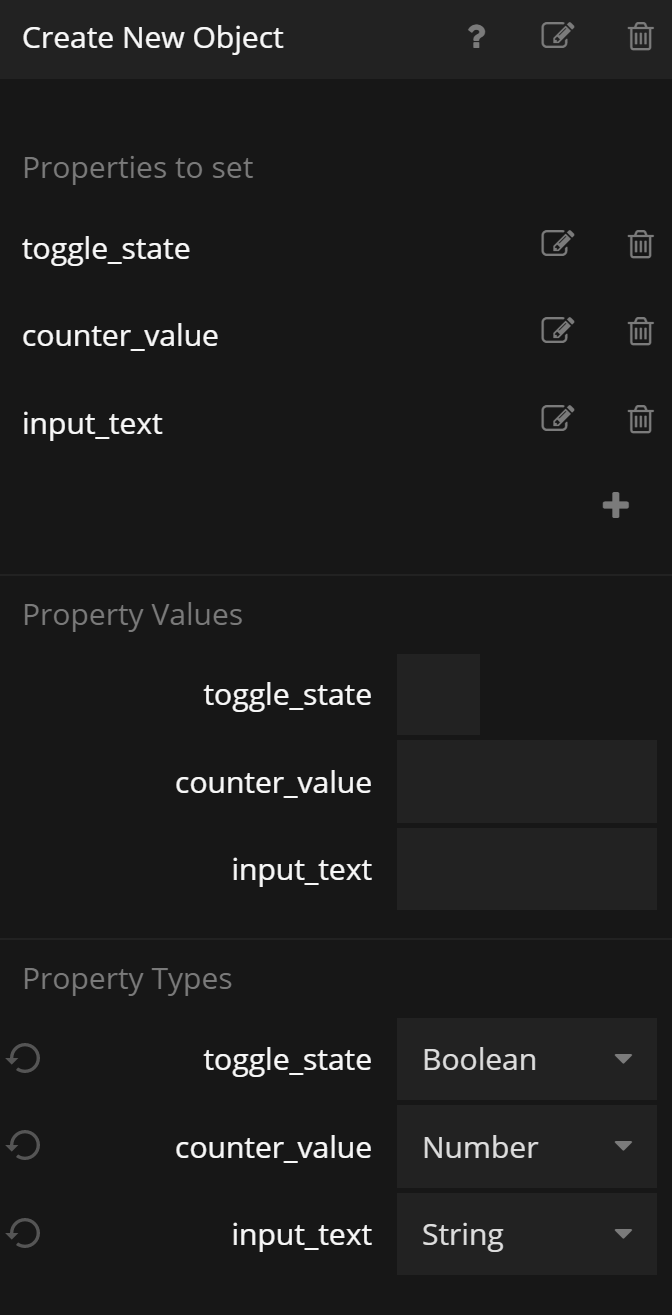 Create New Object ?
Properties to set
toggle_state
counter_value
input_text
Property Values
toggle_state
counter_value
input_text
Property Types
toggle_state Boolean
counter_value Number
input_text String